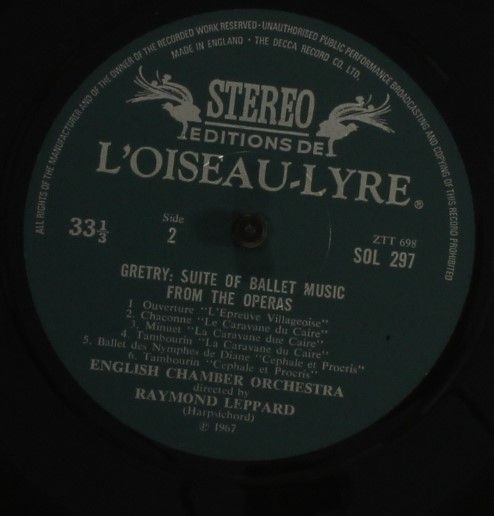 ALL RIGHTS OF THE MANUFACTURER AND OF THE OWNER OF THE RECORDED WORK RESERVED · UNAUTHORISED PUBLIC PERFORMANCE BROADCASTING AND COPYING OF THIS RECORD PROHIBITED
MADE IN ENGLAND · THE DECCA RECORD CO. LTD.
STEREO
EDITIONS DE
L'OISEAU-LYRE®
33⅓
Side
2
ZTT 698
SOL 297
GRETRY: SUITE OF BALLET MUSIC
FROM THE OPERAS
1 Ouverture "L'Epreuve Villageoise"
2. Chaconne "Le Caravane du Caire"
3. Minuet "La Caravane due Caire"
4. Tambourin "La Caravane du Caire"
5. Ballet des Nymphes de Diane "Cephale et Procris"
6. Tambourin "Cephale et Procris"
ENGLISH CHAMBER ORCHESTRA
directed by
RAYMOND LEPPARD
(Harpsichord)
℗ 1967